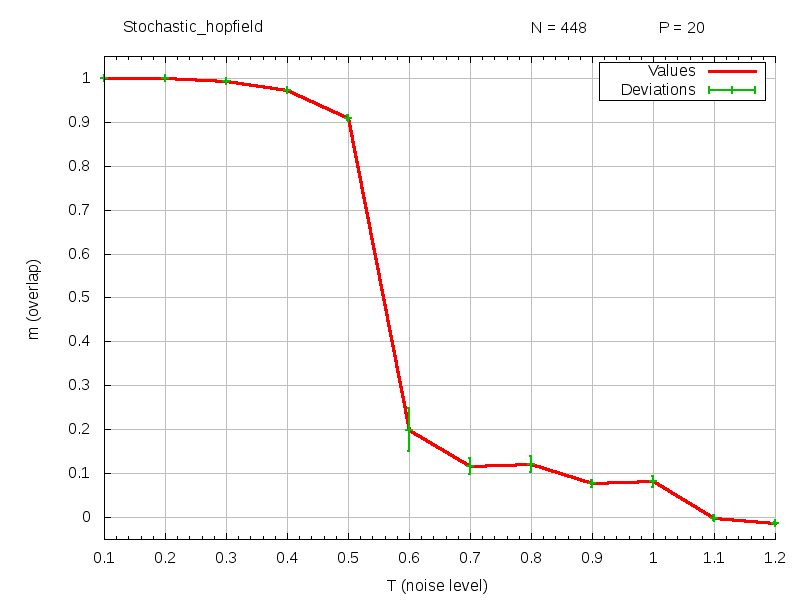 Stochastic_hopfield N = 448 P = 20
Values
Deviations
1
0.9
0.8
0.7
0.6
0.5
0.4
0.3
0.2
0.1
0
m (overlap)
0.1 0.2 0.3 0.4 0.5 0.6 0.7 0.8 0.9 1 1.1 1.2
T (noise level)